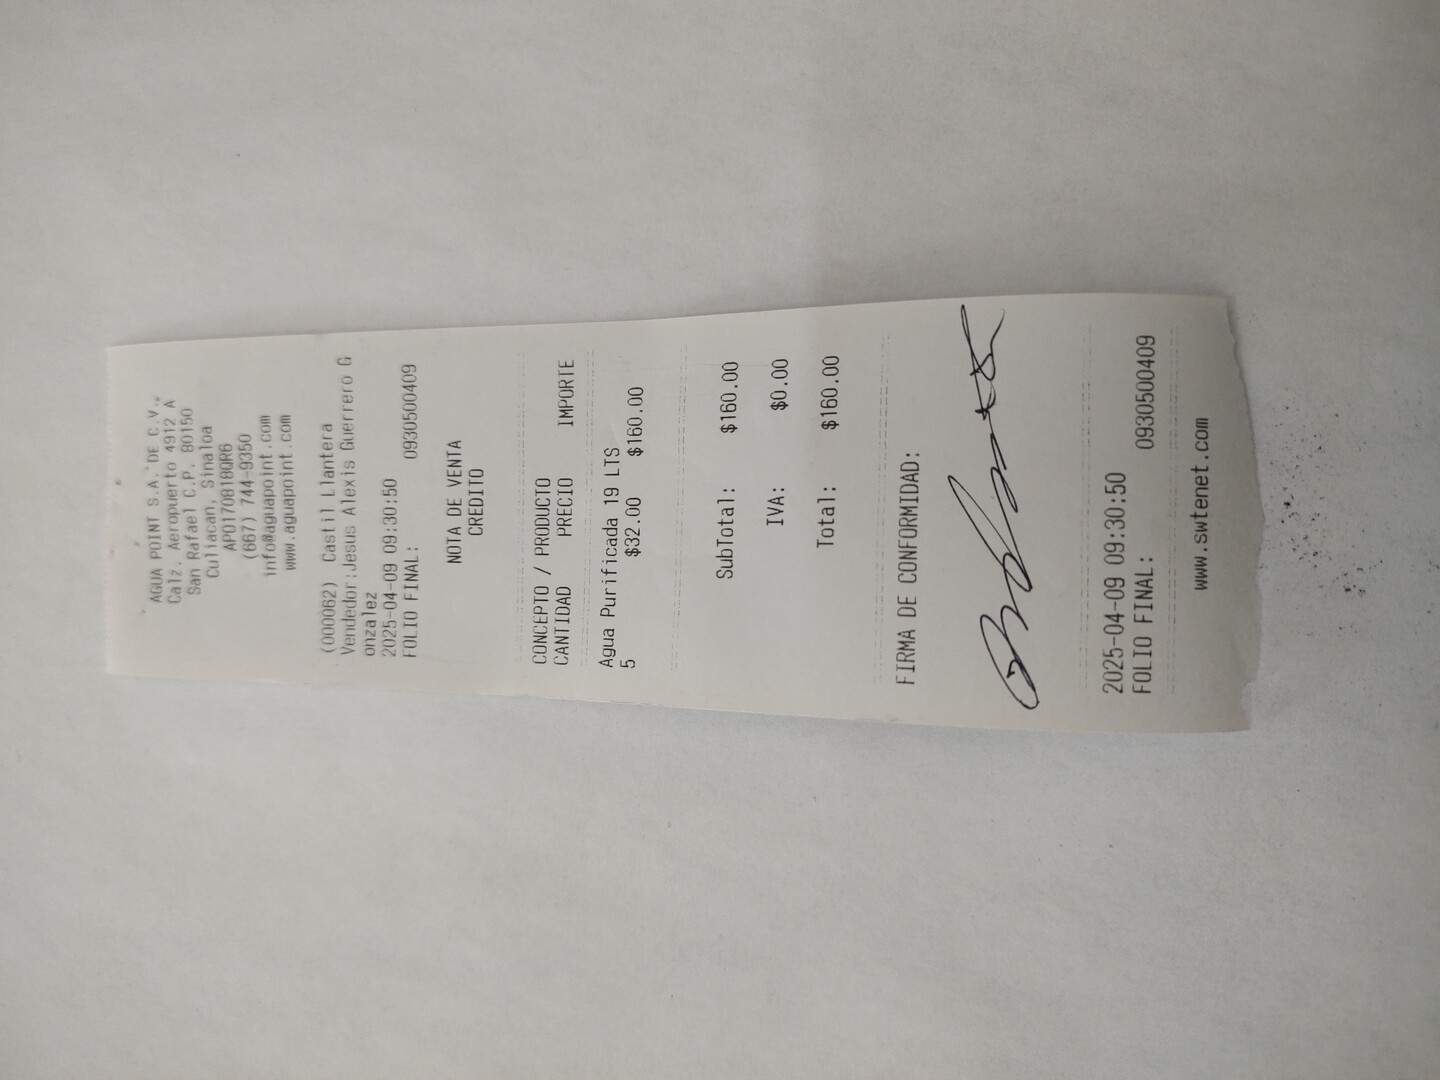 AGUA POINT S.A. DE C.V.
Calz. Aeropuerto 4912 A
San Rafael C.P. 80150
Culiacan, Sinaloa
APO170818QR6
(667) 744-9350
info@aguapoint.com
www.aguapoint.com
(000062) Castil Llantera
Vendedor:Jesus Alexis Guerrero G
onzalez
2025-04-09 09:30:50
FOLIO FINAL: 0930500409
NOTA DE VENTA
CREDITO
CONCEPTO / PRODUCTO
CANTIDAD PRECIO IMPORTE
Agua Purificada 19 LTS
5 $32.00 $160.00
SubTotal: $160.00
IVA: $0.00
Total: $160.00
FIRMA DE CONFORMIDAD:
2025-04-09 09:30:50
FOLIO FINAL: 0930500409
www.swtenet.com